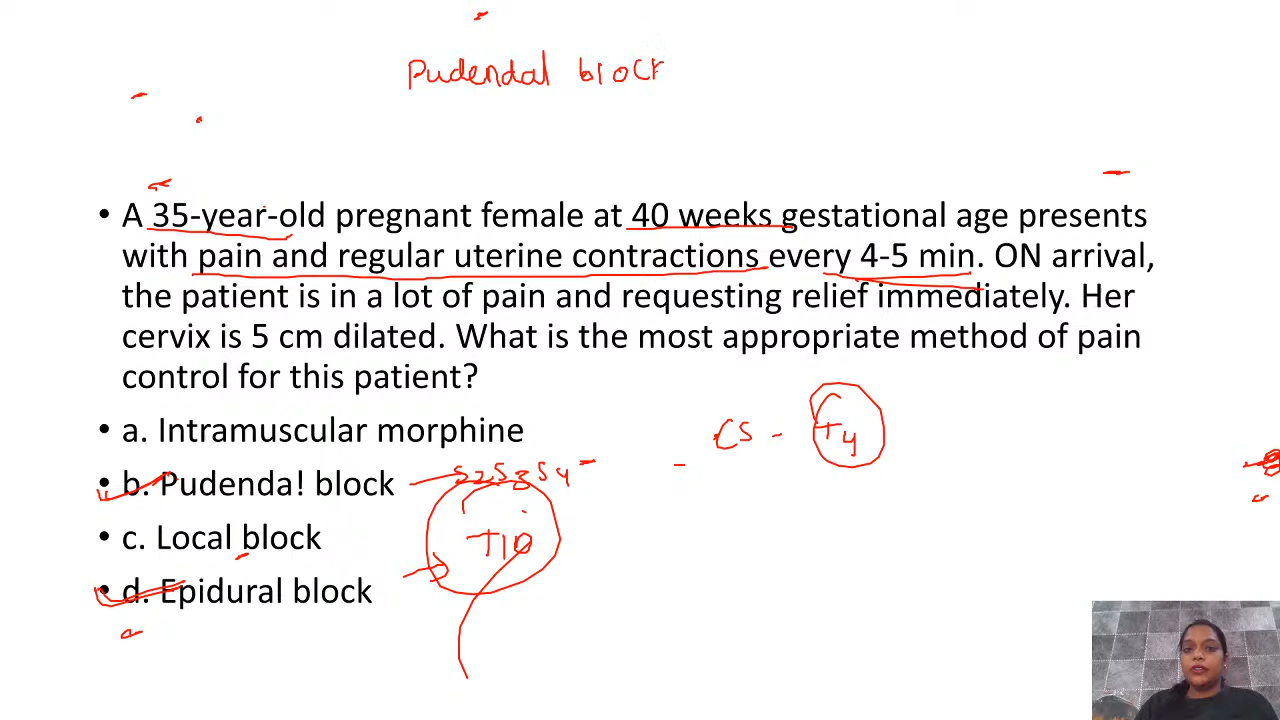 Pudendal block
• A 35-year-old pregnant female at 40 weeks gestational age presents
with pain and regular uterine contractions every 4-5 min. ON arrival,
the patient is in a lot of pain and requesting relief immediately. Her
cervix is 5 cm dilated. What is the most appropriate method of pain
control for this patient?
• a. Intramuscular morphine
CS - T4
• b. Pudenda! block
S2 S3 S4
• c. Local block
T10
• d. Epidural block